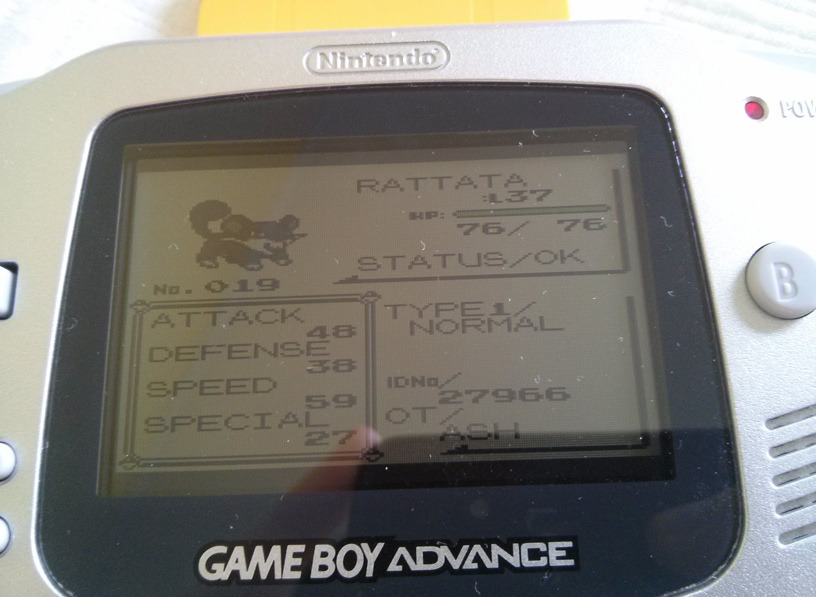 Nintendo
POW
RATTATA
:L37
HP:
76/ 76
STATUS/OK
No. 019
ATTACK
48
DEFENSE
38
SPEED
59
SPECIAL
27
TYPE1/
NORMAL
IDNo/
27966
OT/
ASH
B
GAME BOY ADVANCE